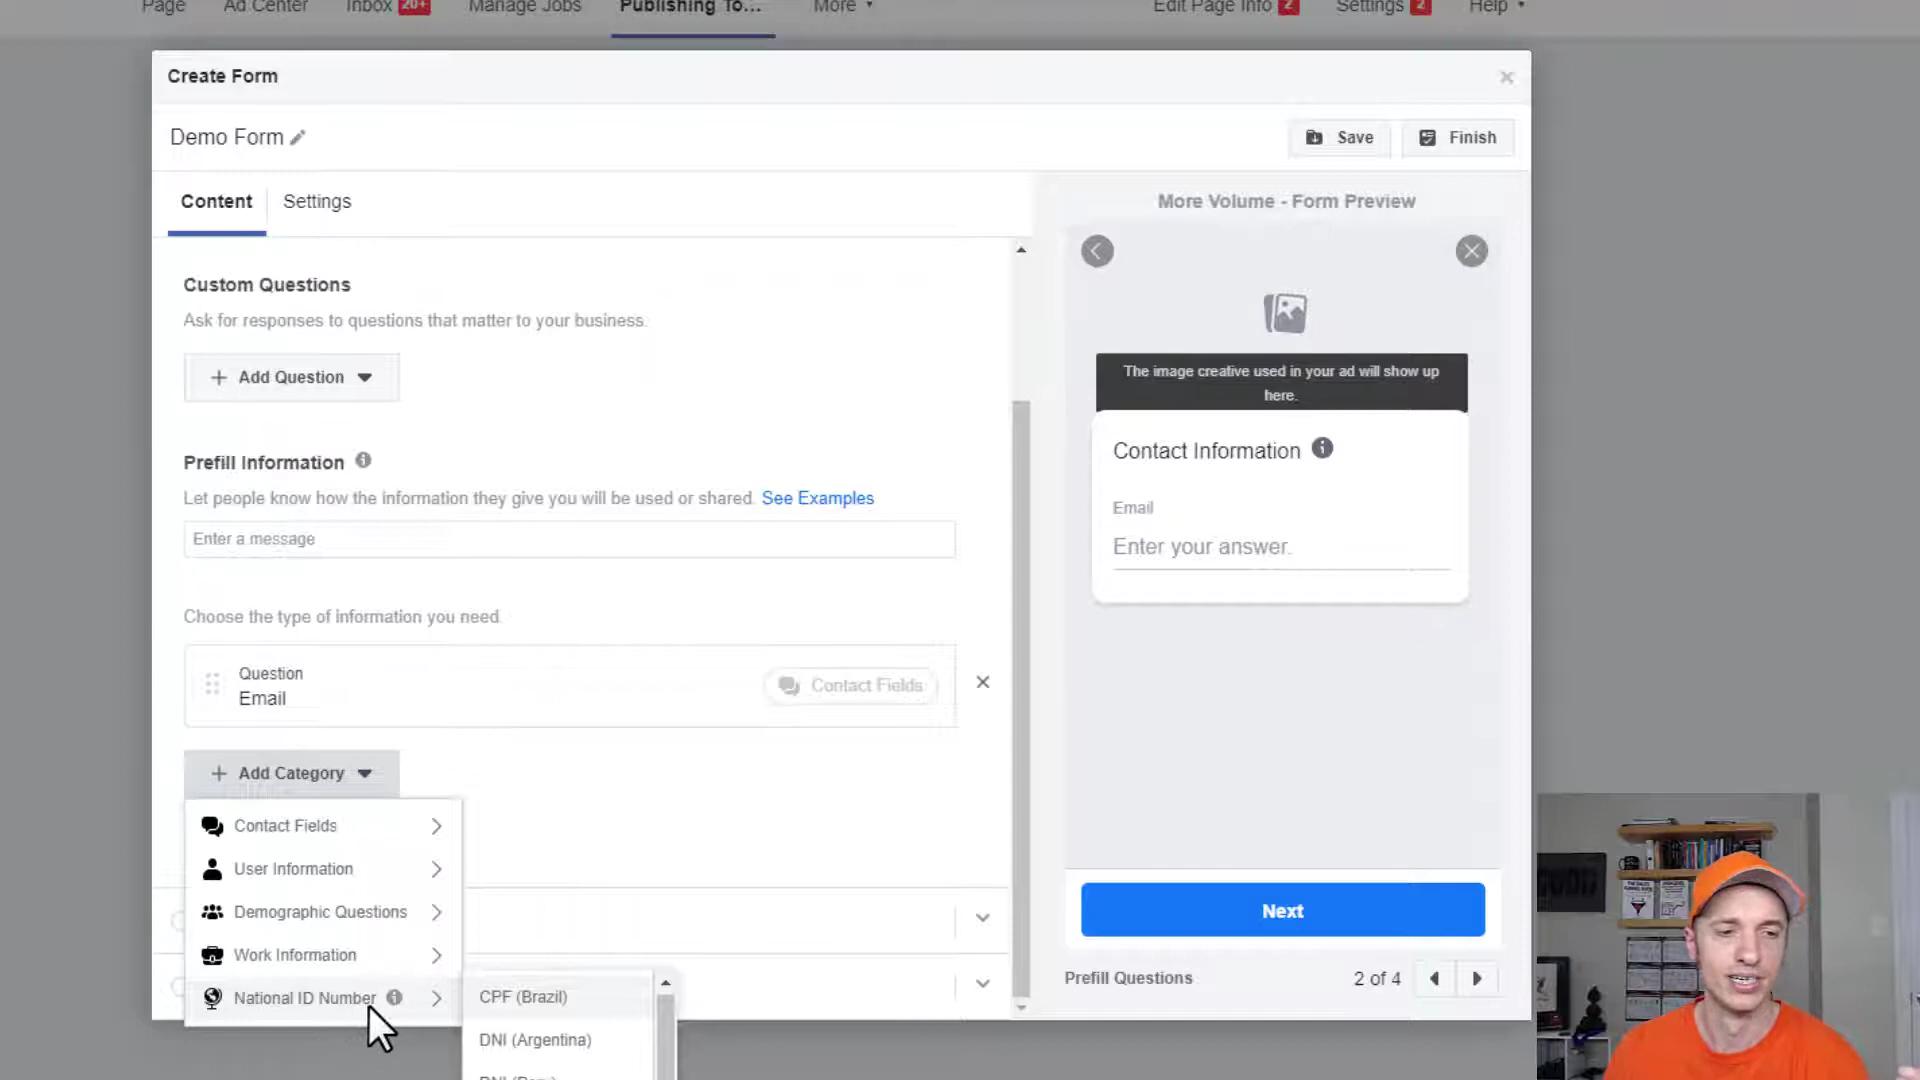 Page
Ad Center
Inbox 20+
Manage Jobs
Publishing To...
More
Edit Page Info 2
Settings 2
Help
Create Form
Demo Form
Save
Finish
Content
Settings
Custom Questions
Ask for responses to questions that matter to your business.
Add Question
Prefill Information
Let people know how the information they give you will be used or shared. See Examples
Enter a message
Choose the type of information you need.
Question
Email
Contact Fields
Add Category
Contact Fields
User Information
Demographic Questions
Work Information
National ID Number
CPF (Brazil)
DNI (Argentina)
More Volume - Form Preview
The image creative used in your ad will show up
here.
Contact Information
Email
Enter your answer.
Next
Prefill Questions
2 of 4